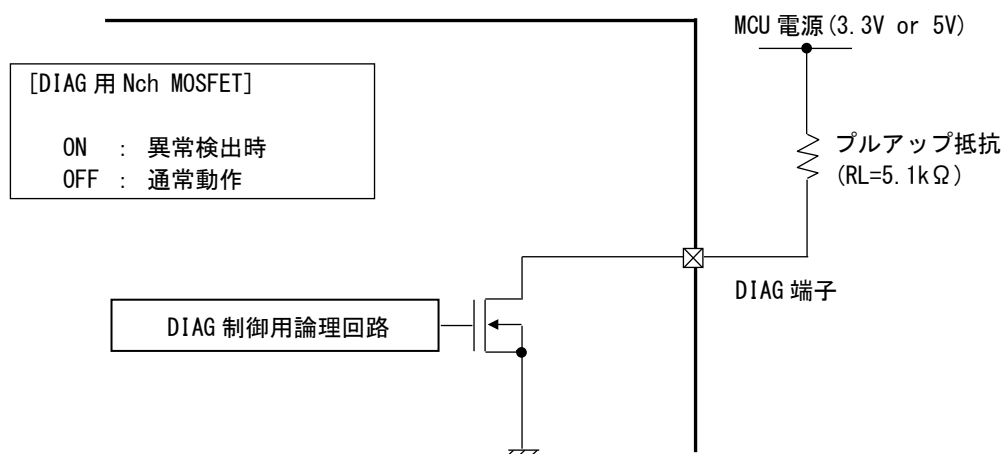 MCU 電源(3.3V or 5V)
[DIAG 用 Nch MOSFET]
ON : 異常検出時
OFF : 通常動作
プルアップ抵抗
(RL=5.1kΩ)
DIAG 端子
DIAG 制御用論理回路